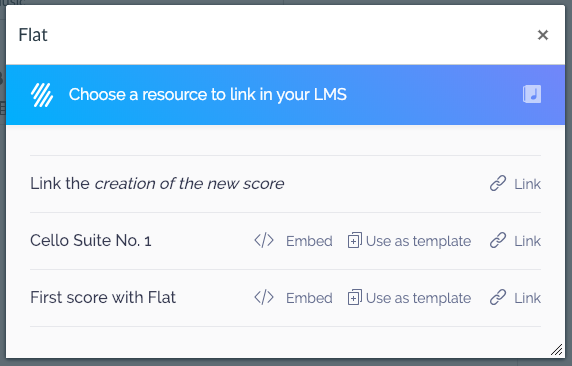 Flat ×
Choose a resource to link in your LMS
Link the creation of the new score Link
Cello Suite No. 1 </> Embed Use as template Link
First score with Flat </> Embed Use as template Link